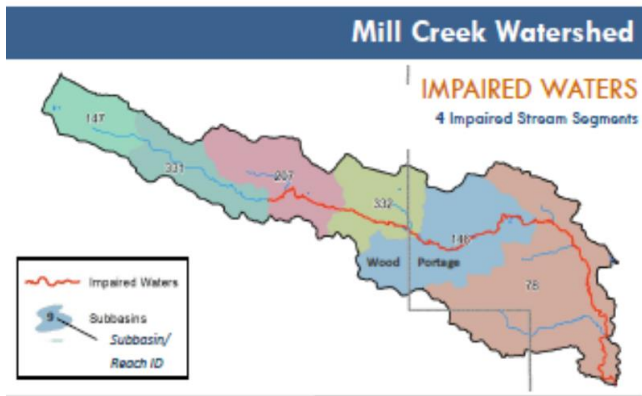 Mill Creek Watershed
IMPAIRED WATERS
4 Impaired Stream Segments
147
331
207
332
146
Wood Portage
78
Impaired Waters
9 Subbasins
Subbasin/
Reach ID